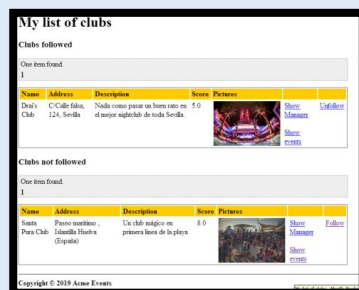 My list of clubs
Clubs followed
One item found.
1
Name Address Description Score Pictures
Drai's Club C/Calle falsa, 124, Sevilla Nada como pasar un buen rato en el mejor nightclub de toda Sevilla. 5.0 Show Manager Show events Unfollow
Clubs not followed
One item found.
1
Name Address Description Score Pictures
Santa Pura Club Paseo marítimo , Islantilla Huelva (España) Un club mágico en primera linea de la playa 8.0 Show Manager Show events Follow
Copyright © 2019 Acme Events